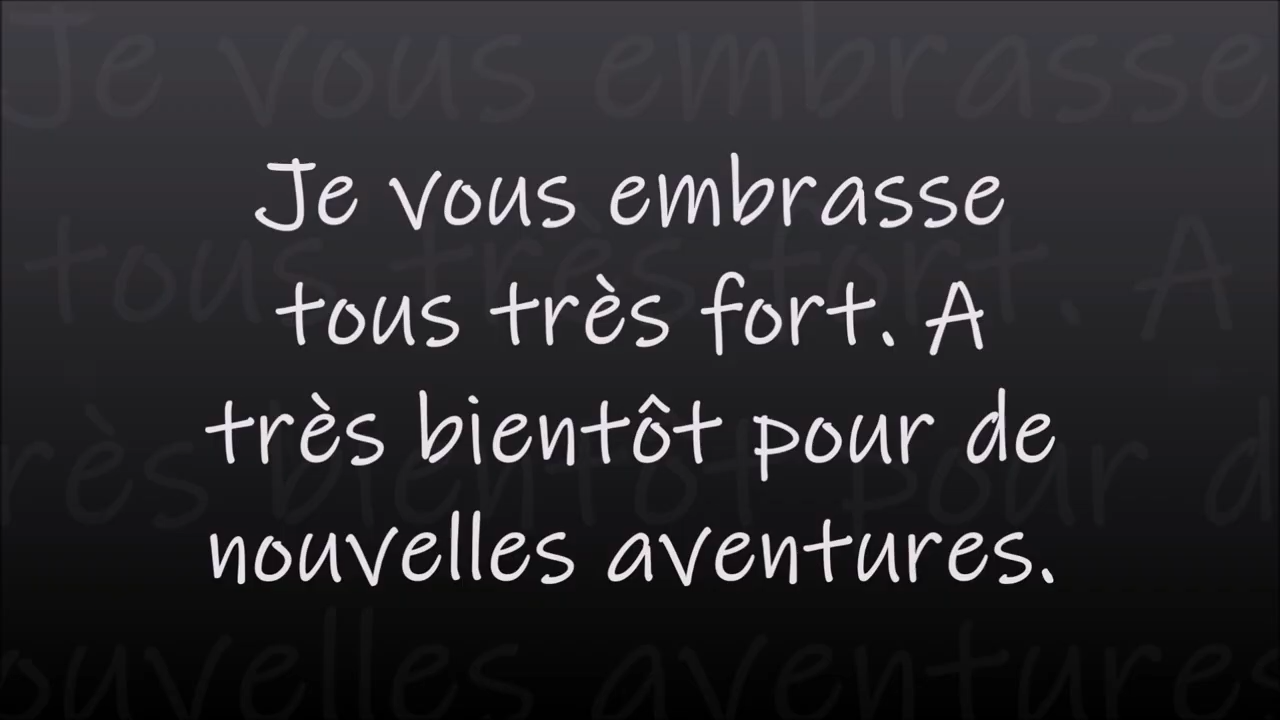 Je vous embrasse
tous très fort. A
très bientôt pour de
nouvelles aventures.